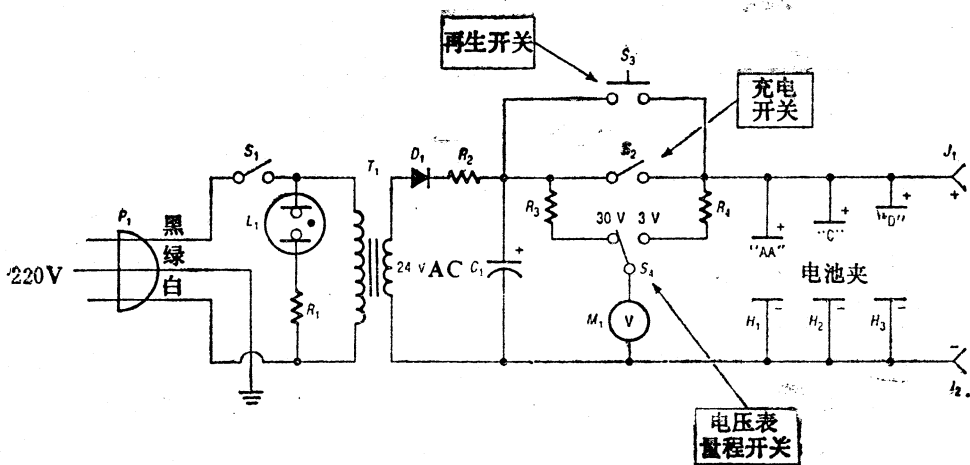 再生开关
S₃
充电
开关
S₁
T₁
D₁
R₂
S₂
J₁
+
P₁
黑
L₁
R₃
30 V
3 V
R₄
+
"AA"
+
"C"
+
"D"
绿
220V
白
R₁
24 V AC
C₁
+
S₄
电池夹
M₁
V
H₁
−
H₂
−
H₃
−
−
J₂
电压表
量程开关